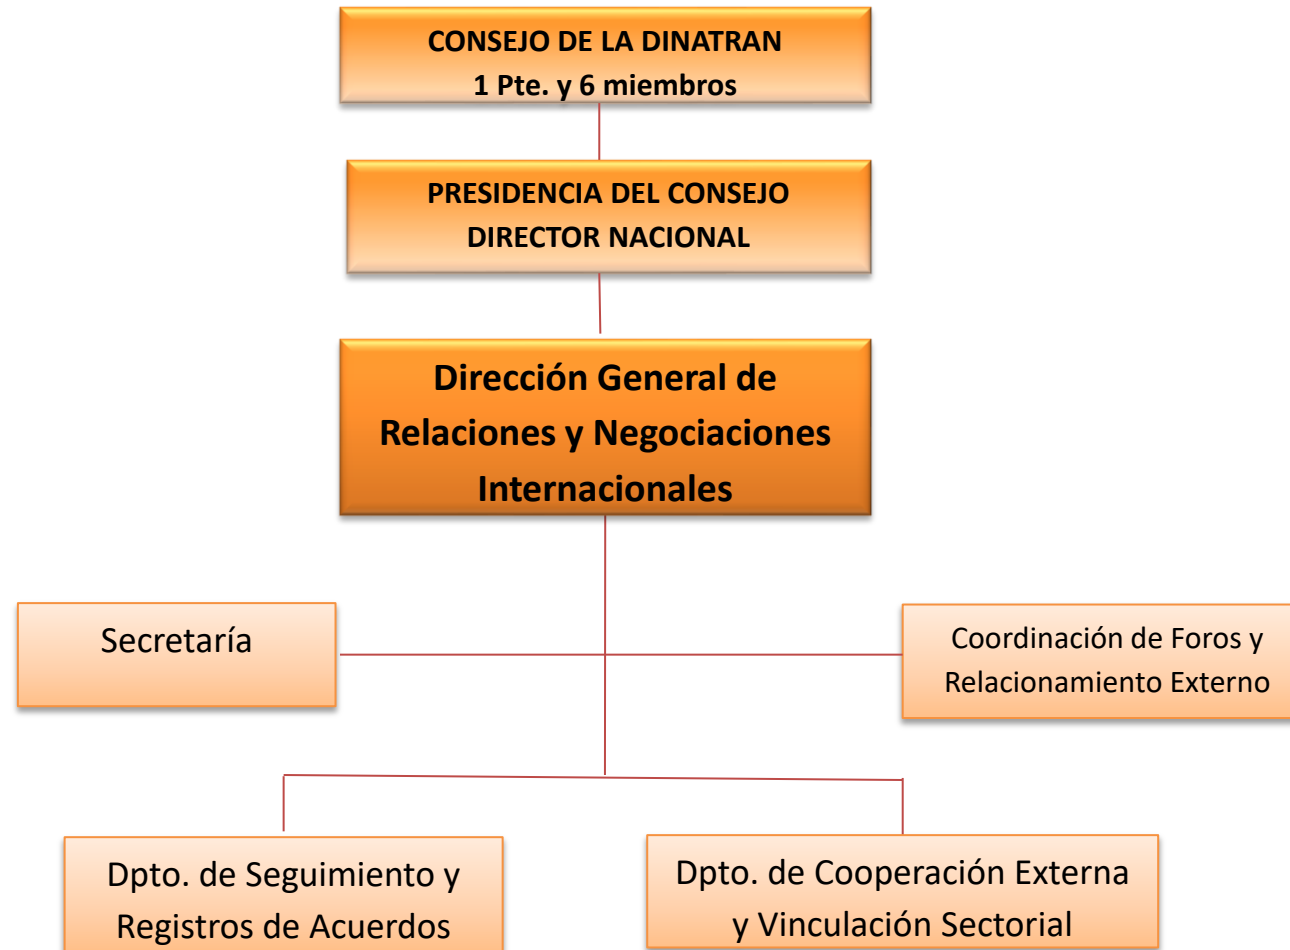 CONSEJO DE LA DINATRAN
1 Pte. y 6 miembros
PRESIDENCIA DEL CONSEJO
DIRECTOR NACIONAL
Dirección General de
Relaciones y Negociaciones
Internacionales
Secretaría
Coordinación de Foros y
Relacionamiento Externo
Dpto. de Seguimiento y
Registros de Acuerdos
Dpto. de Cooperación Externa
y Vinculación Sectorial